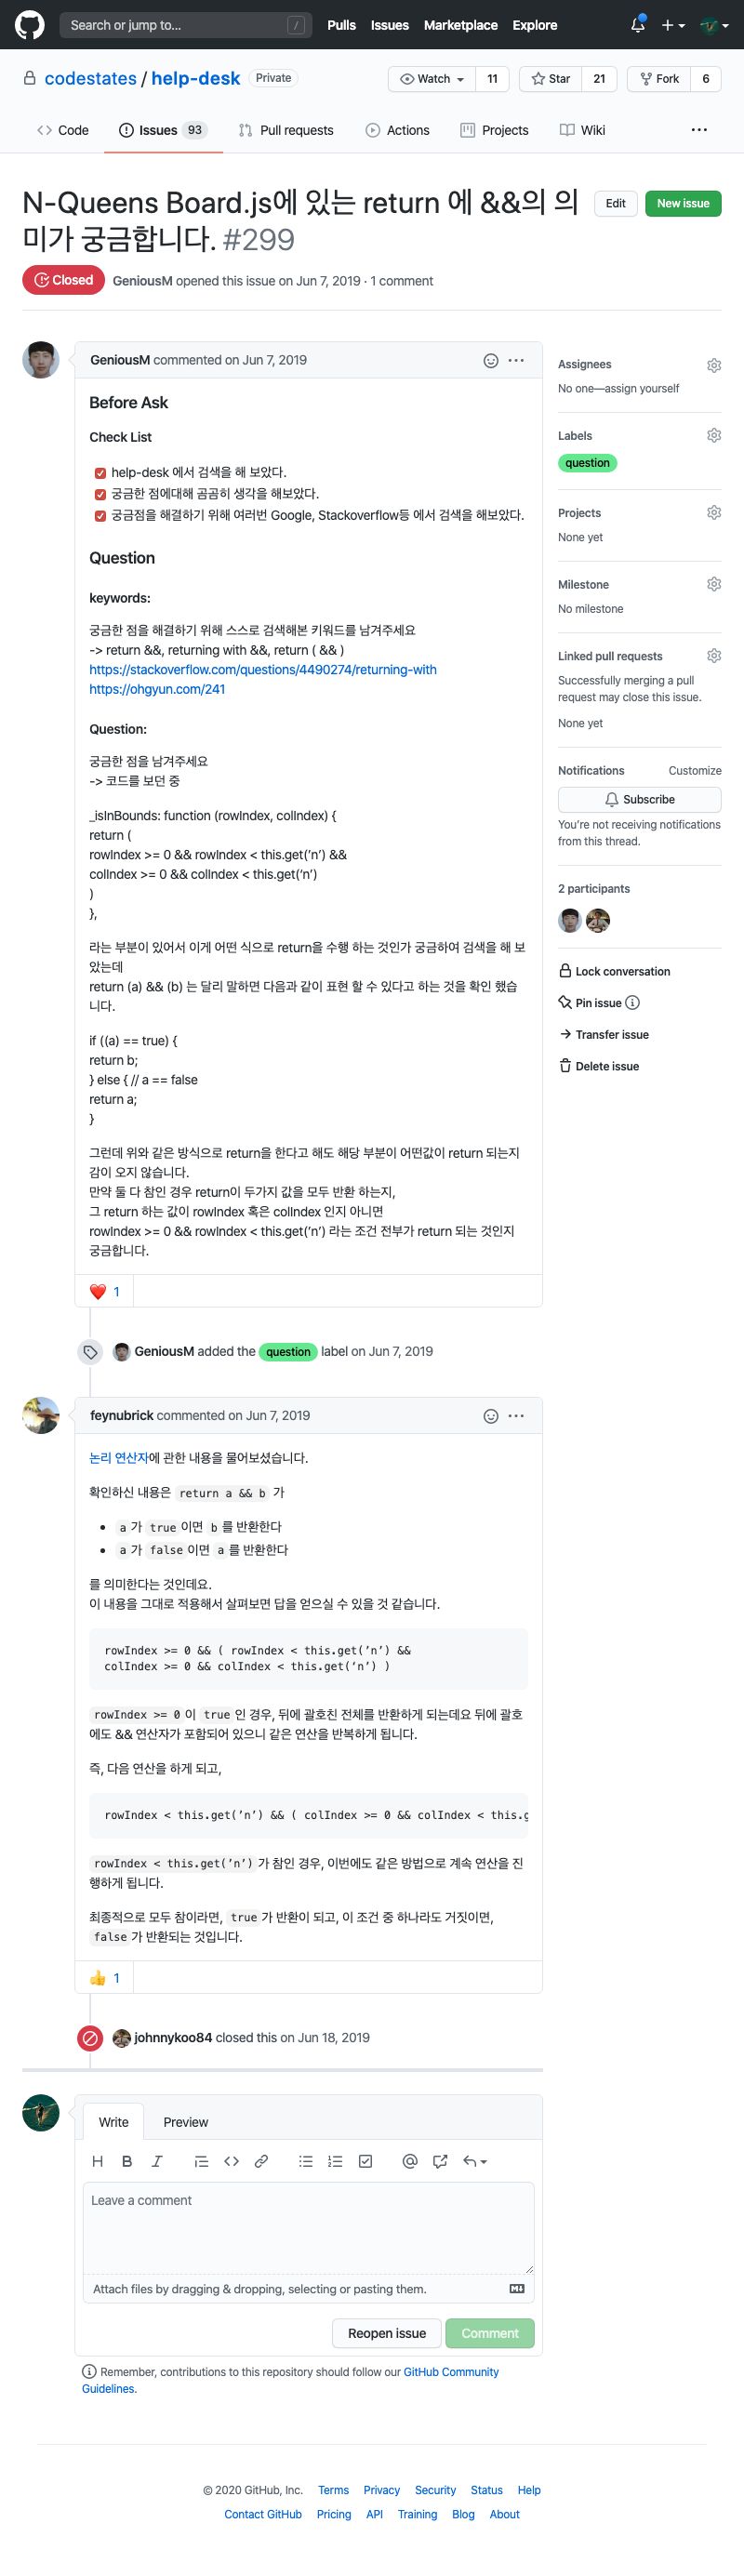 Search or jump to...
/
Pulls Issues Marketplace Explore
codestates / help-desk Private
Watch 11 Star 21 Fork 6
Code Issues 93 Pull requests Actions Projects Wiki
N-Queens Board.js에 있는 return 에 &&의 의
미가 궁금합니다. #299
Edit New issue
Closed GeniousM opened this issue on Jun 7, 2019 · 1 comment
GeniousM commented on Jun 7, 2019
Before Ask
Check List
help-desk 에서 검색을 해 보았다.
궁금한 점에대해 곰곰히 생각을 해보았다.
궁금점을 해결하기 위해 여러번 Google, Stackoverflow등 에서 검색을 해보았다.
Question
keywords:
궁금한 점을 해결하기 위해 스스로 검색해본 키워드를 남겨주세요
-> return &&, returning with &&, return ( && )
https://stackoverflow.com/questions/4490274/returning-with
https://ohgyun.com/241
Question:
궁금한 점을 남겨주세요
-> 코드를 보던 중
_isInBounds: function (rowIndex, colIndex) {
return (
rowIndex >= 0 && rowIndex < this.get(’n’) &&
colIndex >= 0 && colIndex < this.get(‘n’)
)
},
라는 부분이 있어서 이게 어떤 식으로 return을 수행 하는 것인가 궁금하여 검색을 해 보
았는데
return (a) && (b) 는 달리 말하면 다음과 같이 표현 할 수 있다고 하는 것을 확인 했습
니다.
if ((a) == true) {
return b;
} else { // a == false
return a;
}
그런데 위와 같은 방식으로 return을 한다고 해도 해당 부분이 어떤값이 return 되는지
감이 오지 않습니다.
만약 둘 다 참인 경우 return이 두가지 값을 모두 반환 하는지,
그 return 하는 값이 rowIndex 혹은 colIndex 인지 아니면
rowIndex >= 0 && rowIndex < this.get(’n’) 라는 조건 전부가 return 되는 것인지
궁금합니다.
❤️ 1
GeniousM added the question label on Jun 7, 2019
feynubrick commented on Jun 7, 2019
논리 연산자에 관한 내용을 물어보셨습니다.
확인하신 내용은 return a && b 가
a 가 true 이면 b 를 반환한다
a 가 false 이면 a 를 반환한다
를 의미한다는 것인데요.
이 내용을 그대로 적용해서 살펴보면 답을 얻으실 수 있을 것 같습니다.
rowIndex >= 0 && ( rowIndex < this.get(’n’) &&
colIndex >= 0 && colIndex < this.get(‘n’) )
rowIndex >= 0 이 true 인 경우, 뒤에 괄호친 전체를 반환하게 되는데요 뒤에 괄호
에도 && 연산자가 포함되어 있으니 같은 연산을 반복하게 됩니다.
즉, 다음 연산을 하게 되고,
rowIndex < this.get(’n’) && ( colIndex >= 0 && colIndex < this.g
rowIndex < this.get(’n’) 가 참인 경우, 이번에도 같은 방법으로 계속 연산을 진
행하게 됩니다.
최종적으로 모두 참이라면, true 가 반환이 되고, 이 조건 중 하나라도 거짓이면,
false 가 반환되는 것입니다.
👍 1
johnnykoo84 closed this on Jun 18, 2019
Write Preview
Leave a comment
Attach files by dragging & dropping, selecting or pasting them.
Reopen issue Comment
Remember, contributions to this repository should follow our GitHub Community
Guidelines.
Assignees
No one—assign yourself
Labels
question
Projects
None yet
Milestone
No milestone
Linked pull requests
Successfully merging a pull
request may close this issue.
None yet
Notifications Customize
Subscribe
You’re not receiving notifications
from this thread.
2 participants
Lock conversation
Pin issue
Transfer issue
Delete issue
© 2020 GitHub, Inc. Terms Privacy Security Status Help
Contact GitHub Pricing API Training Blog About